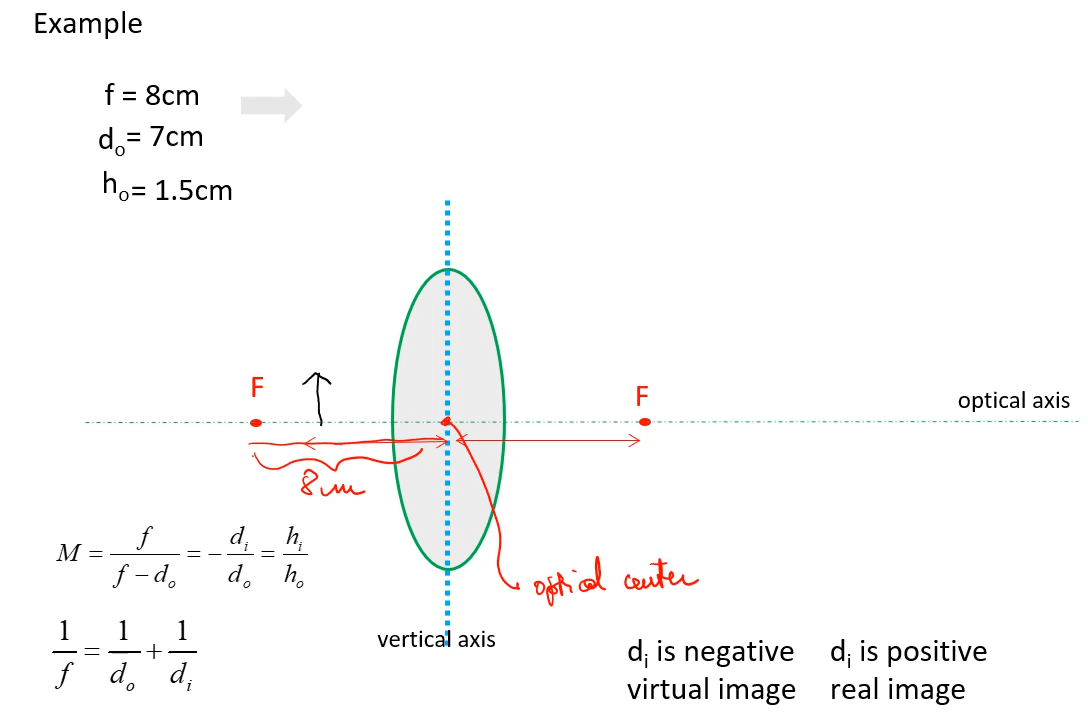 Example
f = 8cm
dₒ= 7cm
hₒ= 1.5cm
F
F
optical axis
8cm
M = f / (f − dₒ) = − dᵢ / dₒ = hᵢ / hₒ
optical center
1/f = 1/dₒ + 1/dᵢ
vertical axis
dᵢ is negative dᵢ is positive
virtual image real image